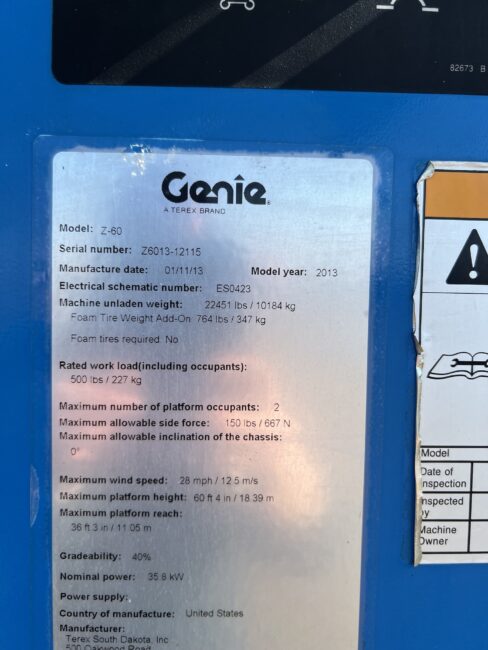 82673 B
Genie
A TEREX BRAND
Model: Z-60
Serial number: Z6013-12115
Manufacture date: 01/11/13 Model year: 2013
Electrical schematic number: ES0423
Machine unladen weight: 22451 lbs / 10184 kg
Foam Tire Weight Add-On: 764 lbs / 347 kg
Foam tires required: No
Rated work load(including occupants):
500 lbs / 227 kg
Maximum number of platform occupants: 2
Maximum allowable side force: 150 lbs / 667 N
Maximum allowable inclination of the chassis:
0°
Maximum wind speed: 28 mph / 12.5 m/s
Maximum platform height: 60 ft 4 in / 18.39 m
Maximum platform reach:
36 ft 3 in / 11.05 m
Gradeability: 40%
Nominal power: 35.8 kW
Power supply:
Country of manufacture: United States
Manufacturer:
Terex South Dakota, Inc
500 Oakwood Road
Model
Date of
Inspection
Inspected
By
Machine
Owner